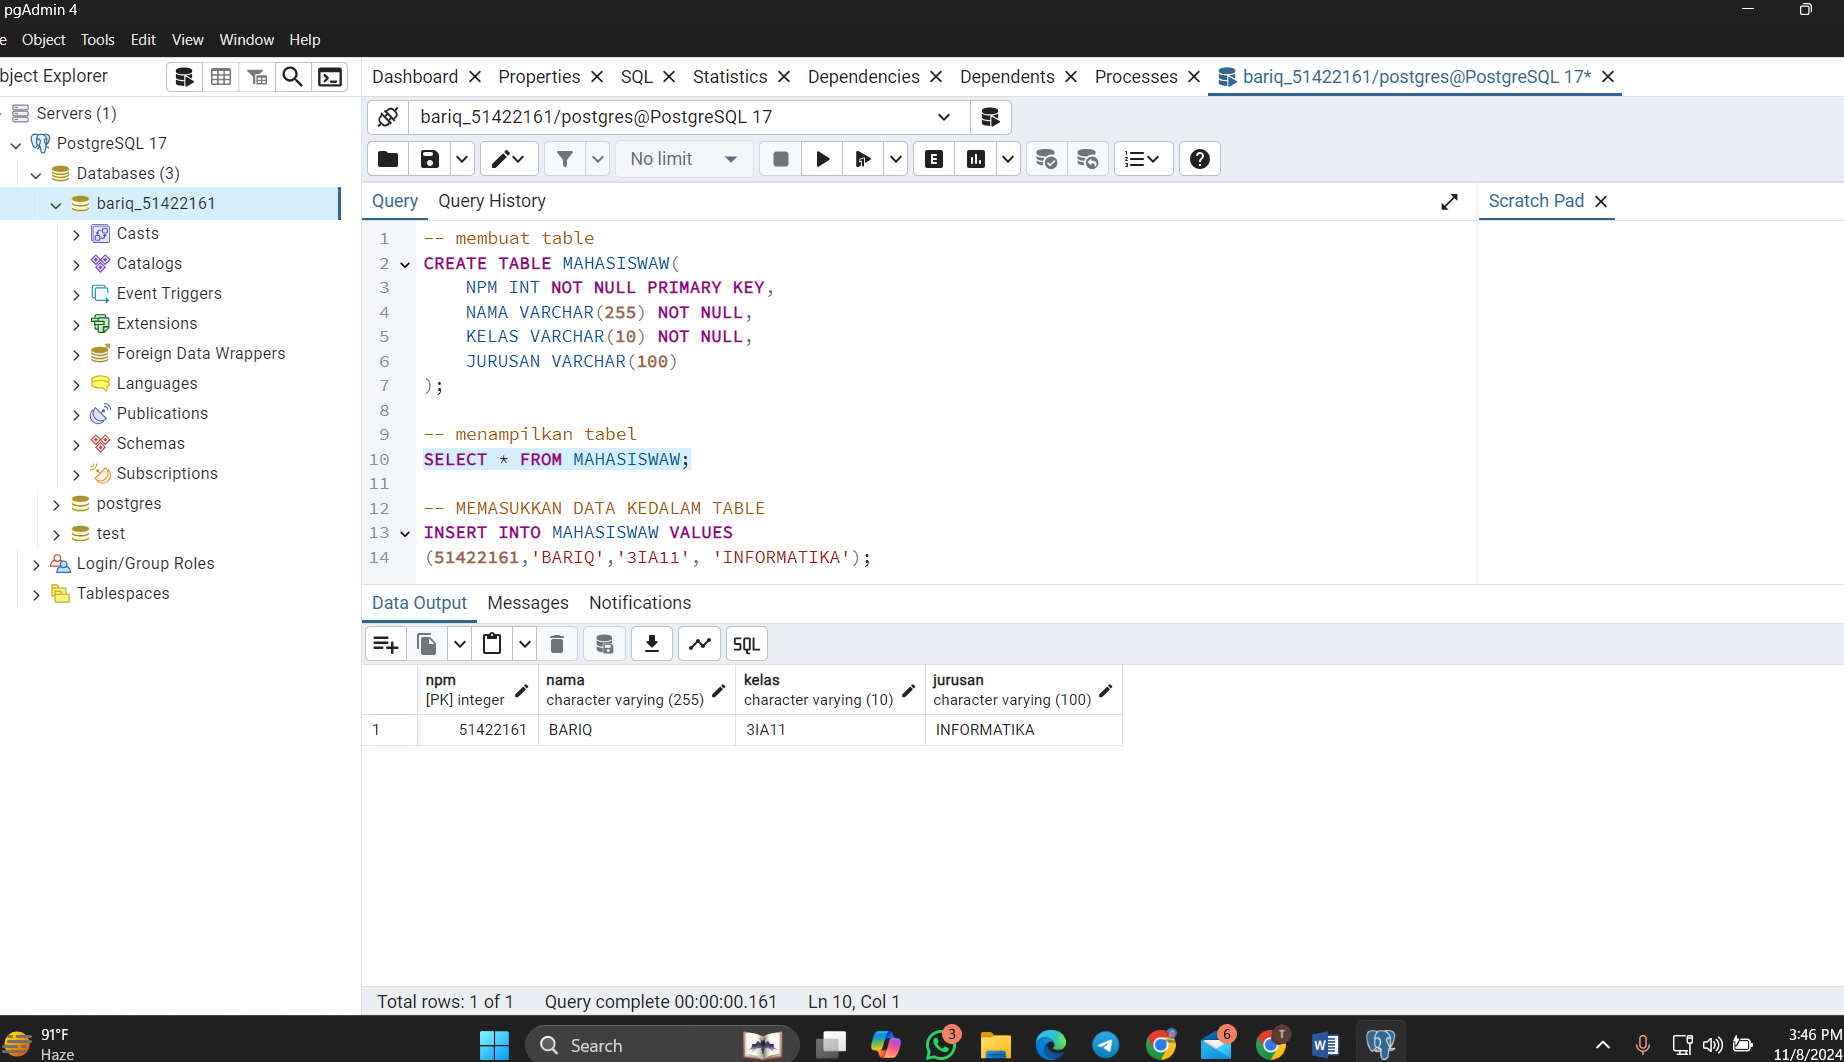 pgAdmin 4
e Object Tools Edit View Window Help
bject Explorer
Servers (1)
PostgreSQL 17
Databases (3)
bariq_51422161
Casts
Catalogs
Event Triggers
Extensions
Foreign Data Wrappers
Languages
Publications
Schemas
Subscriptions
postgres
test
Login/Group Roles
Tablespaces
Dashboard Properties SQL Statistics Dependencies Dependents Processes bariq_51422161/postgres@PostgreSQL 17*
bariq_51422161/postgres@PostgreSQL 17
No limit
E
Query Query History
Scratch Pad
1 -- membuat table
2 CREATE TABLE MAHASISWAW(
3 NPM INT NOT NULL PRIMARY KEY,
4 NAMA VARCHAR(255) NOT NULL,
5 KELAS VARCHAR(10) NOT NULL,
6 JURUSAN VARCHAR(100)
7 );
8
9 -- menampilkan tabel
10 SELECT * FROM MAHASISWAW;
11
12 -- MEMASUKKAN DATA KEDALAM TABLE
13 INSERT INTO MAHASISWAW VALUES
14 (51422161,'BARIQ','3IA11', 'INFORMATIKA');
Data Output Messages Notifications
SQL
npm nama kelas jurusan
[PK] integer character varying (255) character varying (10) character varying (100)
1 51422161 BARIQ 3IA11 INFORMATIKA
Total rows: 1 of 1 Query complete 00:00:00.161 Ln 10, Col 1
91°F
Haze
Search
3
6
T
3:46 PM
11/8/2024